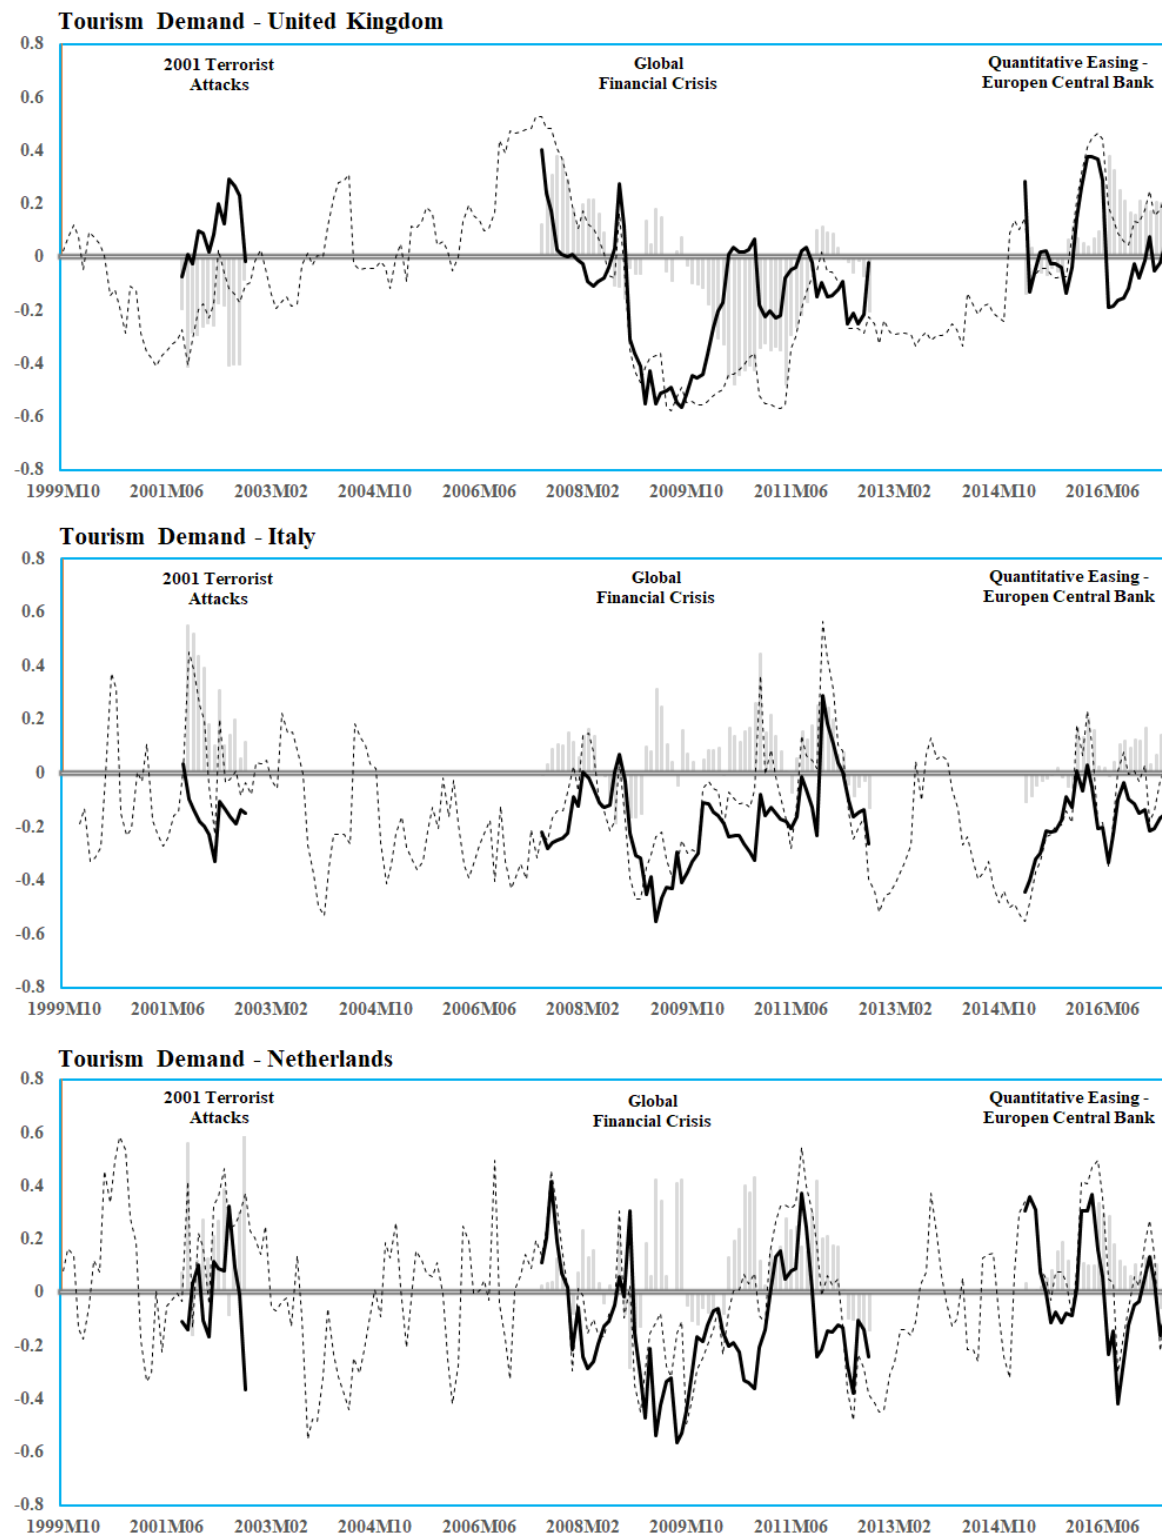 Tourism Demand - United Kingdom
0.8
2001 Terrorist
Attacks
Global
Financial Crisis
Quantitative Easing -
Europen Central Bank
0.6
0.4
0.2
0
-0.2
-0.4
-0.6
-0.8
1999M10 2001M06 2003M02 2004M10 2006M06 2008M02 2009M10 2011M06 2013M02 2014M10 2016M06
Tourism Demand - Italy
0.8
2001 Terrorist
Attacks
Global
Financial Crisis
Quantitative Easing -
Europen Central Bank
0.6
0.4
0.2
0
-0.2
-0.4
-0.6
-0.8
1999M10 2001M06 2003M02 2004M10 2006M06 2008M02 2009M10 2011M06 2013M02 2014M10 2016M06
Tourism Demand - Netherlands
0.8
2001 Terrorist
Attacks
Global
Financial Crisis
Quantitative Easing -
Europen Central Bank
0.6
0.4
0.2
0
-0.2
-0.4
-0.6
-0.8
1999M10 2001M06 2003M02 2004M10 2006M06 2008M02 2009M10 2011M06 2013M02 2014M10 2016M06